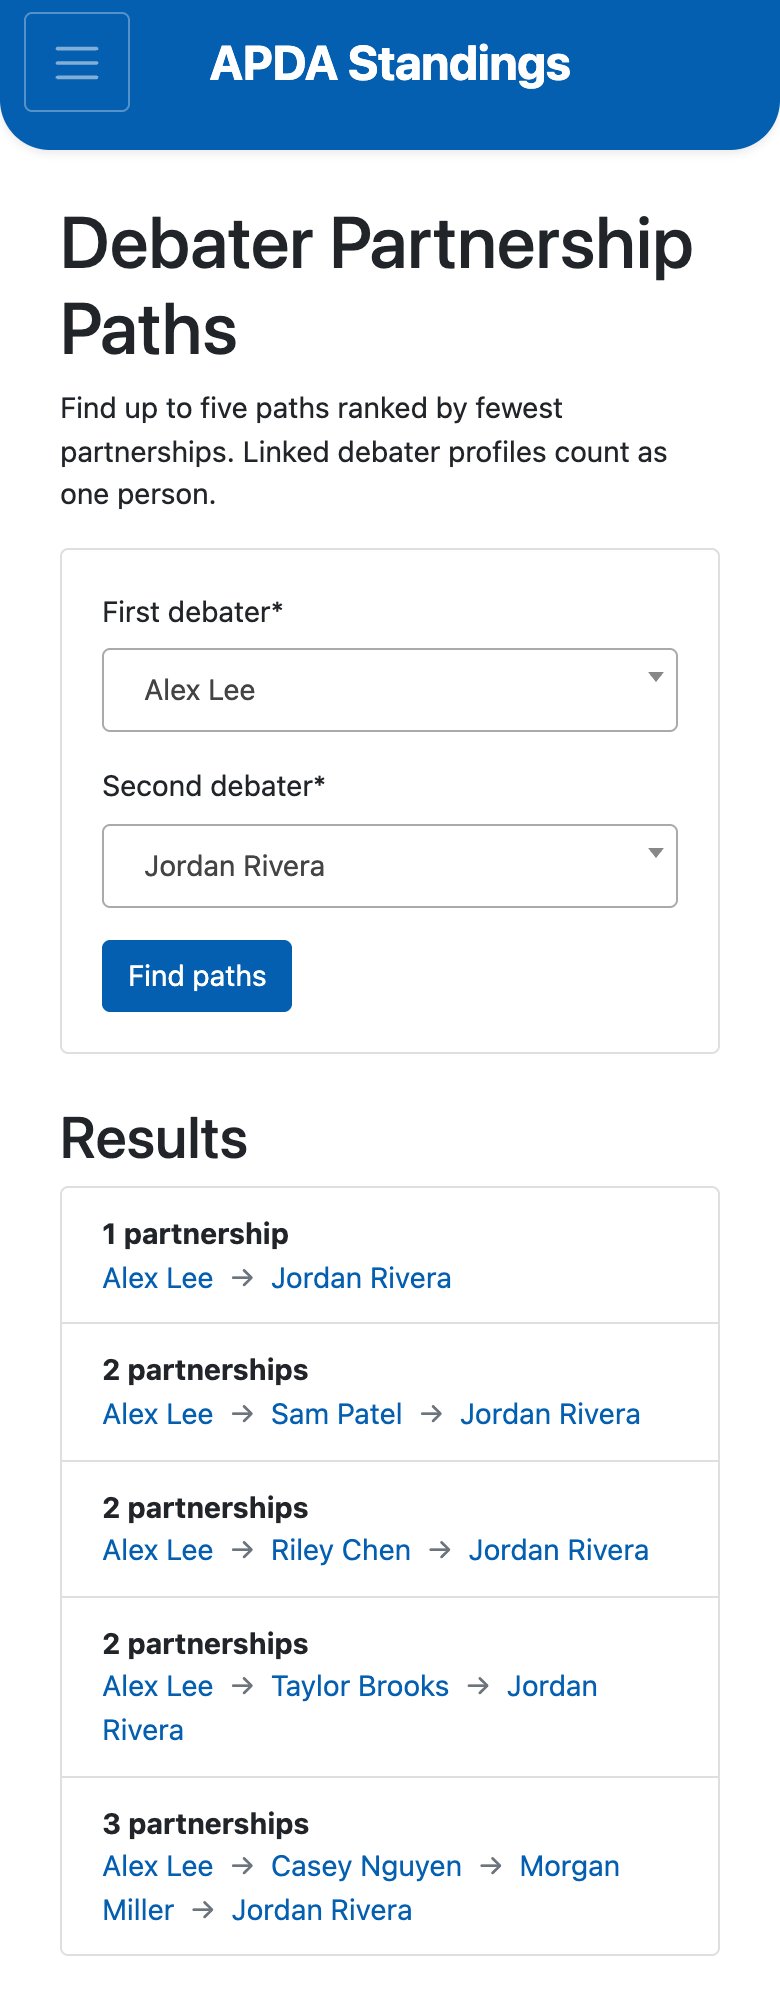 APDA Standings
Debater Partnership
Paths
Find up to five paths ranked by fewest
partnerships. Linked debater profiles count as
one person.
First debater*
Alex Lee
Second debater*
Jordan Rivera
Find paths
Results
1 partnership
Alex Lee → Jordan Rivera
2 partnerships
Alex Lee → Sam Patel → Jordan Rivera
2 partnerships
Alex Lee → Riley Chen → Jordan Rivera
2 partnerships
Alex Lee → Taylor Brooks → Jordan
Rivera
3 partnerships
Alex Lee → Casey Nguyen → Morgan
Miller → Jordan Rivera